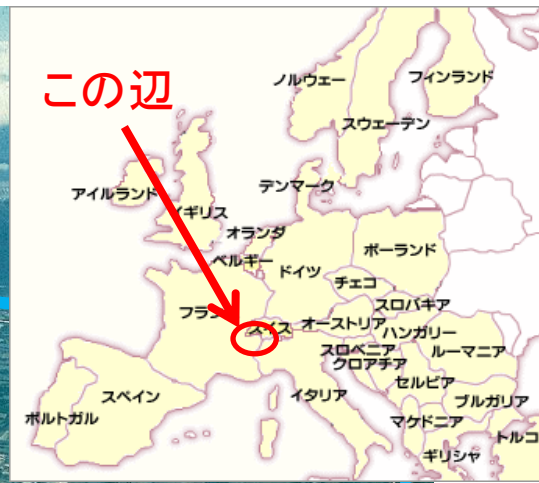 この辺
ノルウェー
フィンランド
スウェーデン
デンマーク
アイルランド
イギリス
オランダ
ベルギー
ポーランド
ドイツ
チェコ
スロバキア
フラン
スイス
オーストリア
ハンガリー
スロベニア
クロアチア
ルーマニア
セルビア
スペイン
イタリア
ブルガリア
ポルトガル
マケドニア
トルコ
ギリシャ